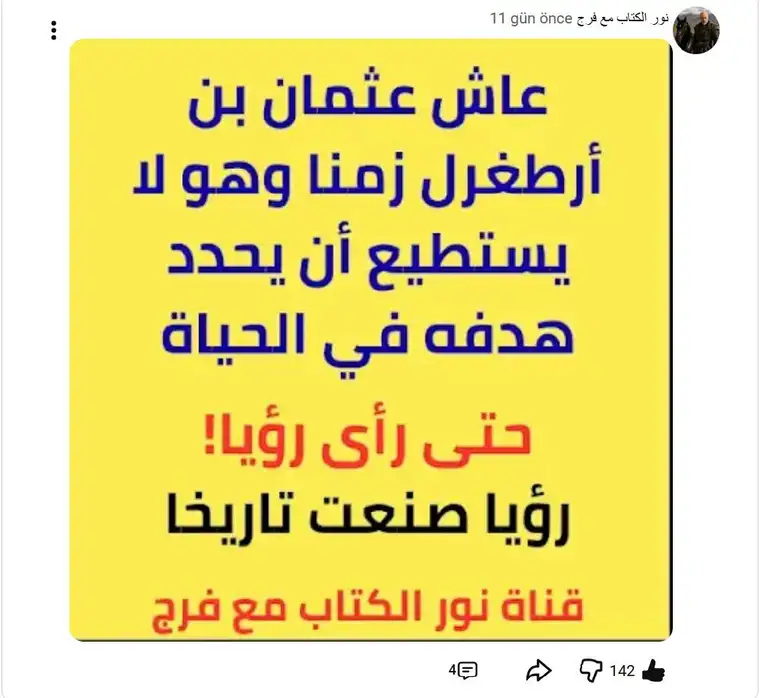 نور الكتاب مع فرج 11 gün önce
عاش عثمان بن
أرطغرل زمنا وهو لا
يستطيع أن يحدد
هدفه في الحياة
حتى رأى رؤيا!
رؤيا صنعت تاريخا
قناة نور الكتاب مع فرج
142
4